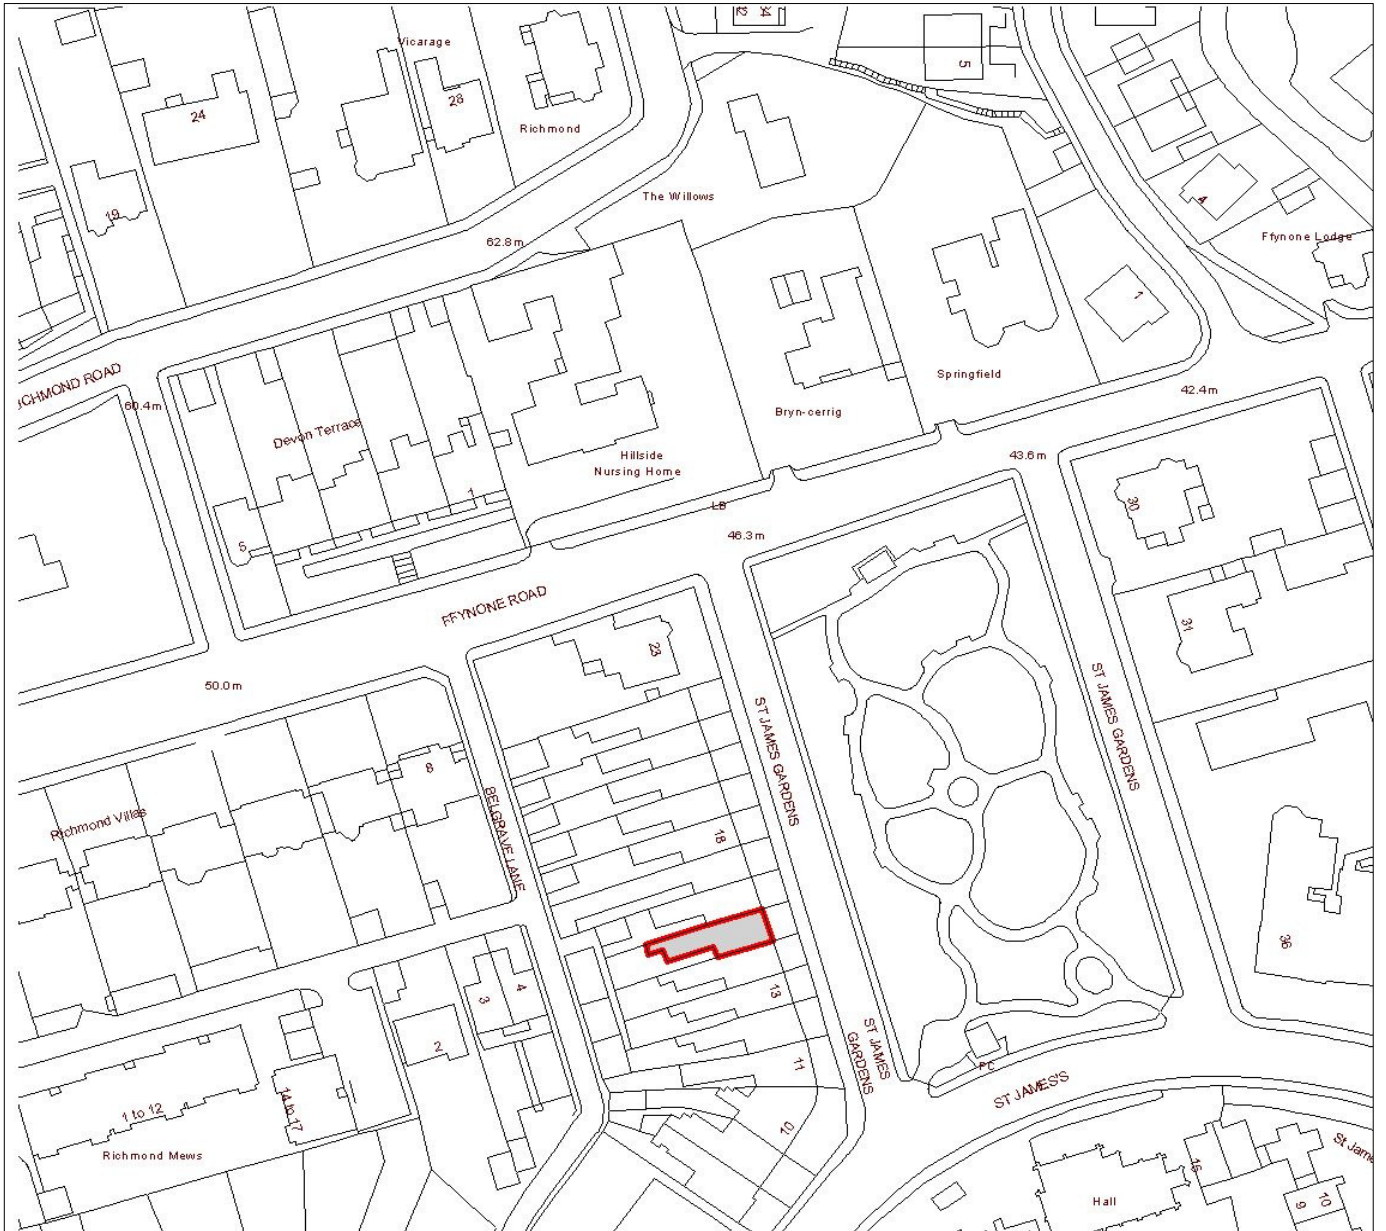 Vicarage
5
24
28
Richmond
19
The Willows
4
Ffynone Lodge
62.8m
1
RICHMOND ROAD
60.4m
Springfield
42.4m
Devon Terrace
Bryn-cerrig
Hillside
Nursing Home
43.6m
1
LB
30
5
46.3m
FFYNONE ROAD
23
31
50.0m
ST JAMES GARDENS
ST JAMES GARDENS
8
Richmond Villas
BELGRAVE LANE
18
36
3
4
13
2
ST JAMES
GARDENS
11
PC
ST JAMES'S
1 to 12
14 to 17
10
Richmond Mews
St Jame
16
Hall
9
10